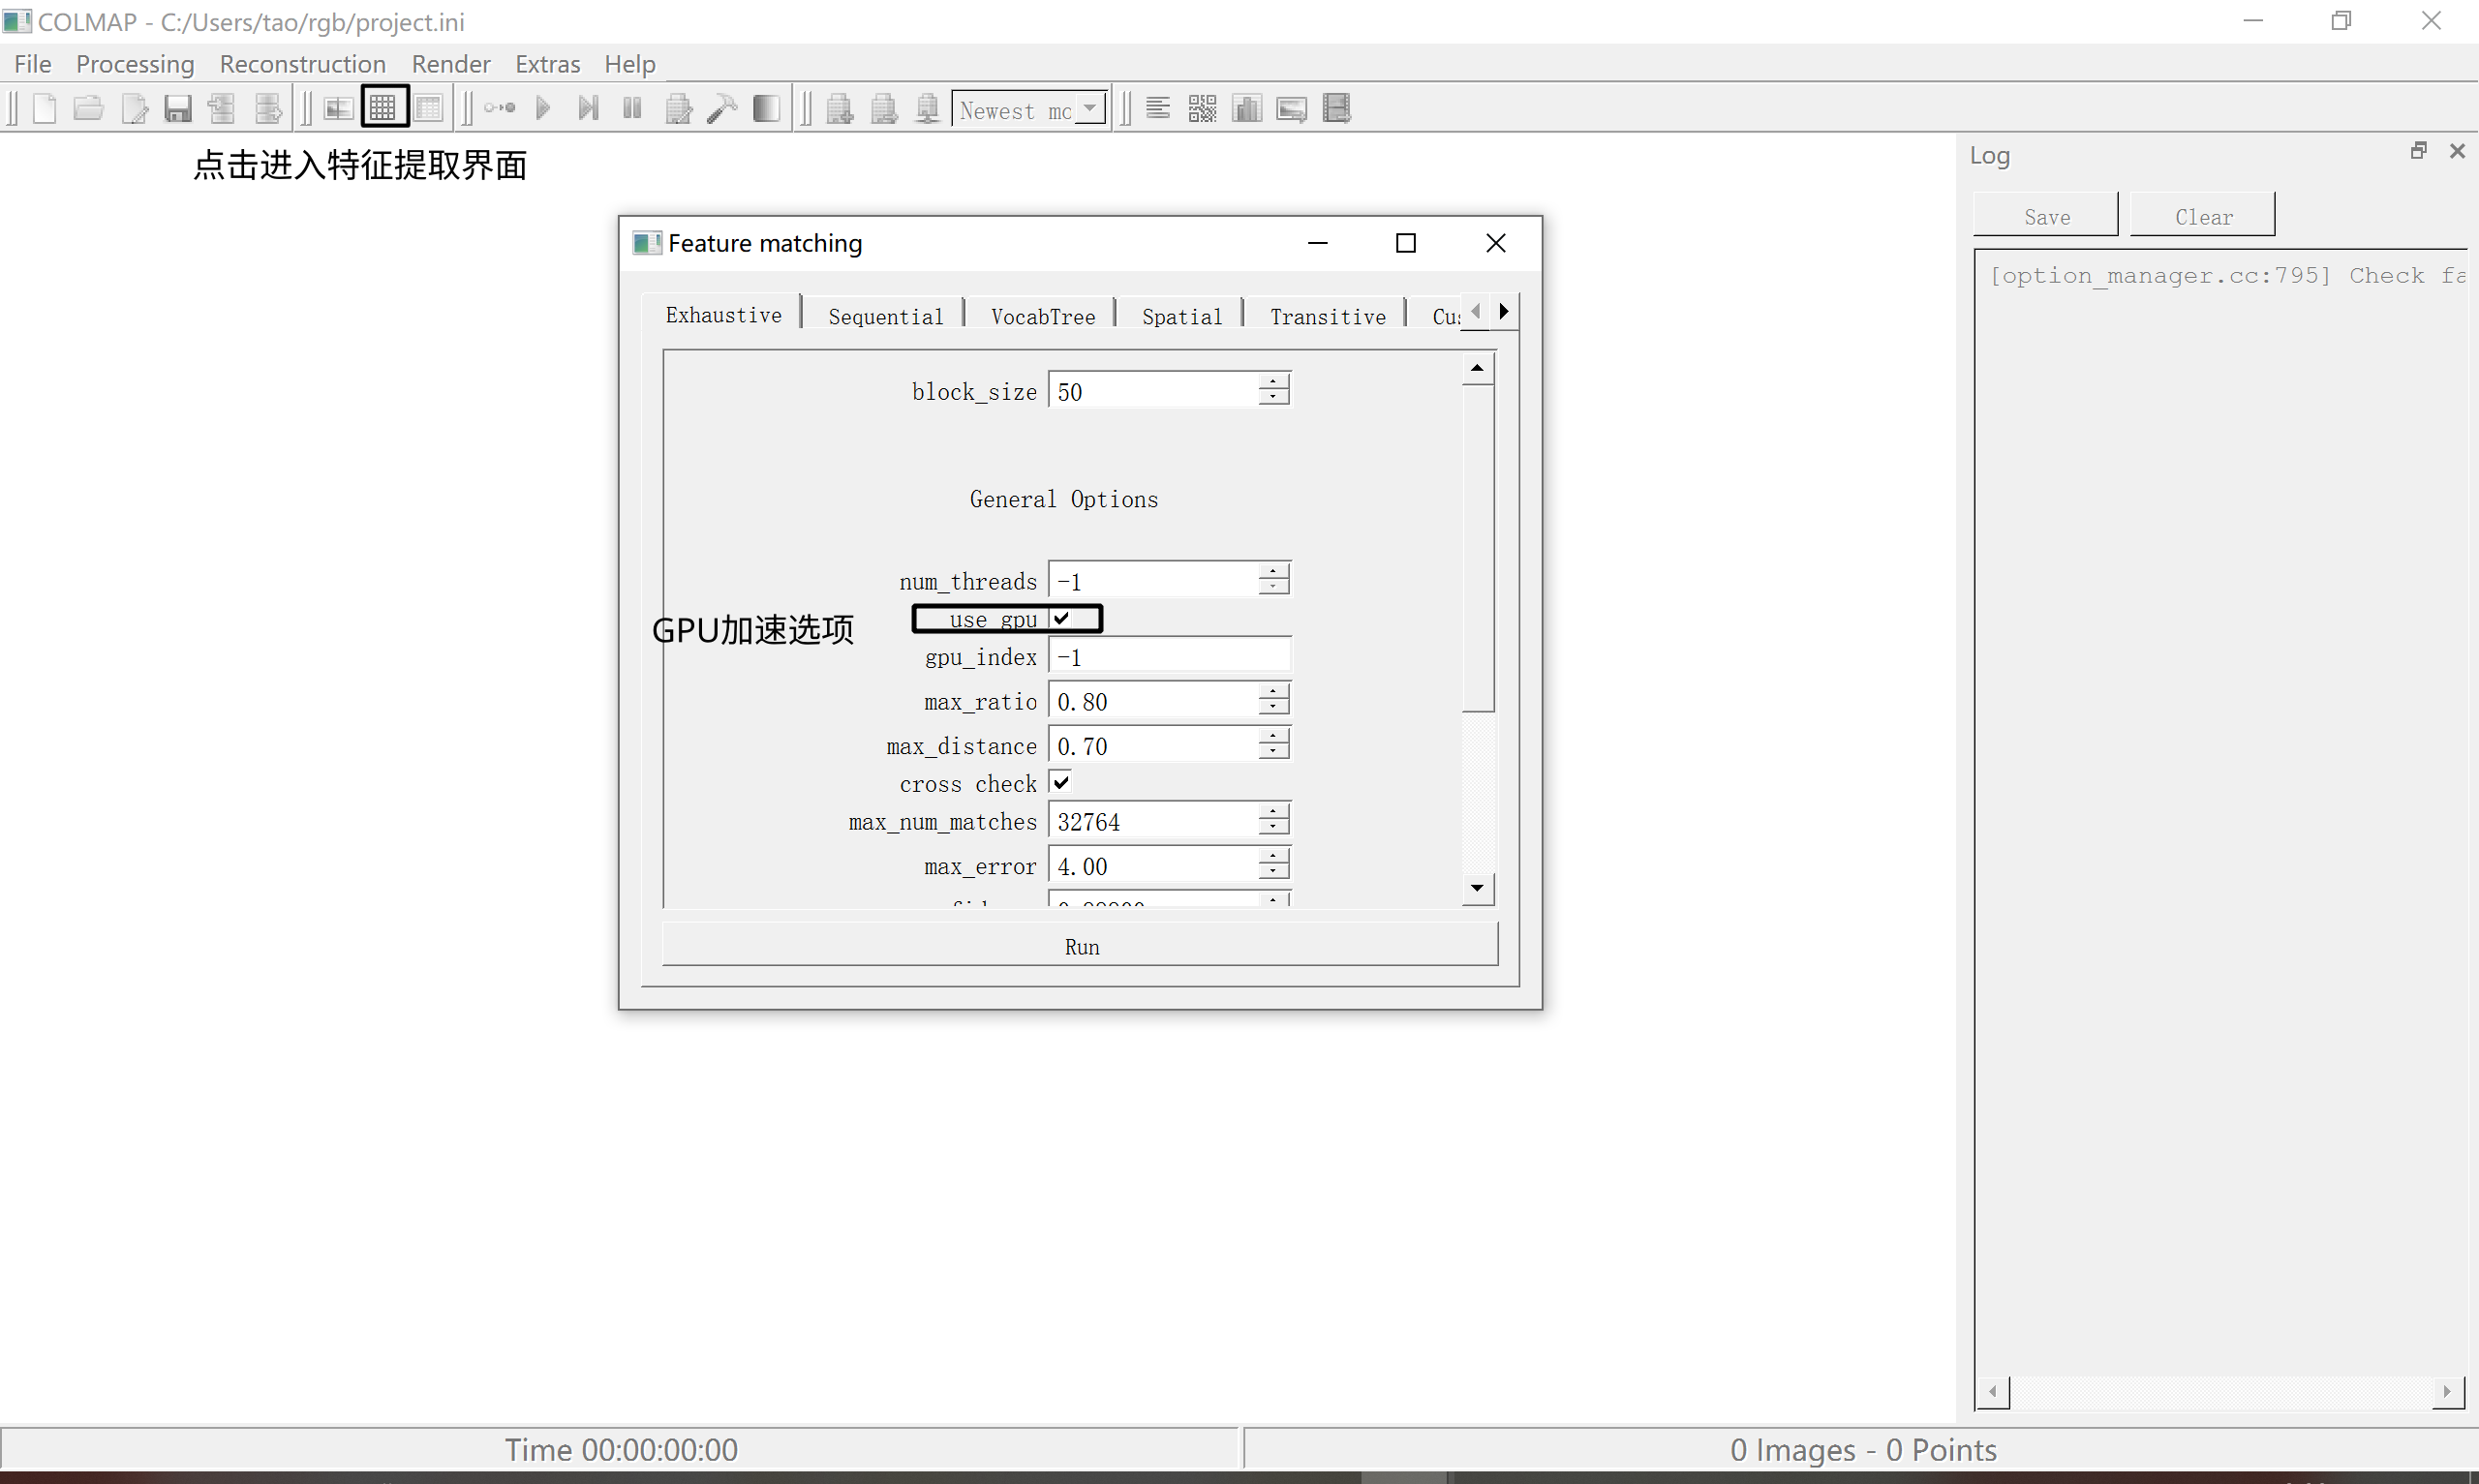 COLMAP - C:/Users/tao/rgb/project.ini
File Processing Reconstruction Render Extras Help
Newest mo
点击进入特征提取界面
Log
Save Clear
[option_manager.cc:795] Check fa
Feature matching
Exhaustive Sequential VocabTree Spatial Transitive Cus
block_size 50
General Options
num_threads -1
GPU加速选项
use gpu
gpu_index -1
max_ratio 0.80
max_distance 0.70
cross check
max_num_matches 32764
max_error 4.00
Run
Time 00:00:00:00
0 Images - 0 Points